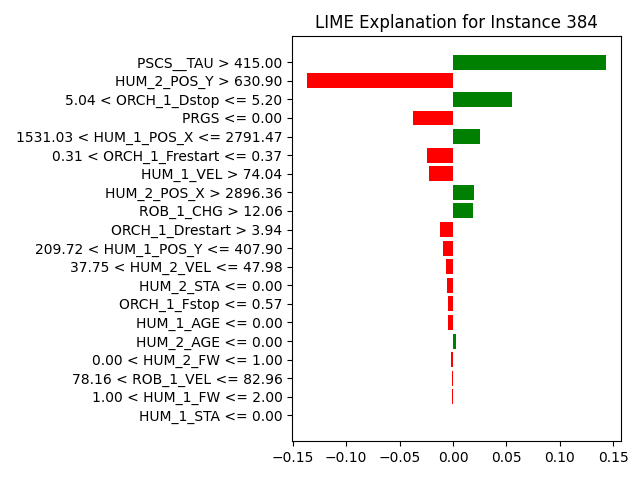 LIME Explanation for Instance 384
PSCS__TAU > 415.00
HUM_2_POS_Y > 630.90
5.04 < ORCH_1_Dstop <= 5.20
PRGS <= 0.00
1531.03 < HUM_1_POS_X <= 2791.47
0.31 < ORCH_1_Frestart <= 0.37
HUM_1_VEL > 74.04
HUM_2_POS_X > 2896.36
ROB_1_CHG > 12.06
ORCH_1_Drestart > 3.94
209.72 < HUM_1_POS_Y <= 407.90
37.75 < HUM_2_VEL <= 47.98
HUM_2_STA <= 0.00
ORCH_1_Fstop <= 0.57
HUM_1_AGE <= 0.00
HUM_2_AGE <= 0.00
0.00 < HUM_2_FW <= 1.00
78.16 < ROB_1_VEL <= 82.96
1.00 < HUM_1_FW <= 2.00
HUM_1_STA <= 0.00
−0.15 −0.10 −0.05 0.00 0.05 0.10 0.15